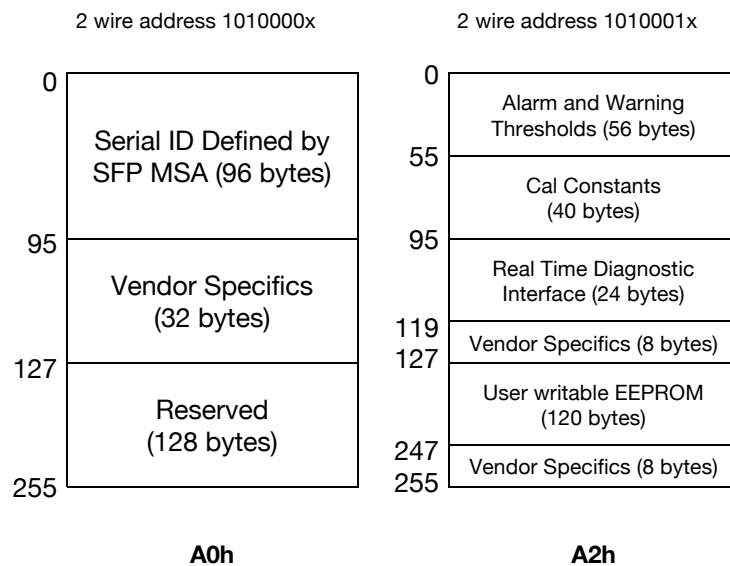 2 wire address 1010000x
0
Serial ID Defined by
SFP MSA (96 bytes)
95
Vendor Specifics
(32 bytes)
127
Reserved
(128 bytes)
255
A0h
2 wire address 1010001x
0
Alarm and Warning
Thresholds (56 bytes)
55
Cal Constants
(40 bytes)
95
Real Time Diagnostic
Interface (24 bytes)
119
Vendor Specifics (8 bytes)
127
User writable EEPROM
(120 bytes)
247
Vendor Specifics (8 bytes)
255
A2h